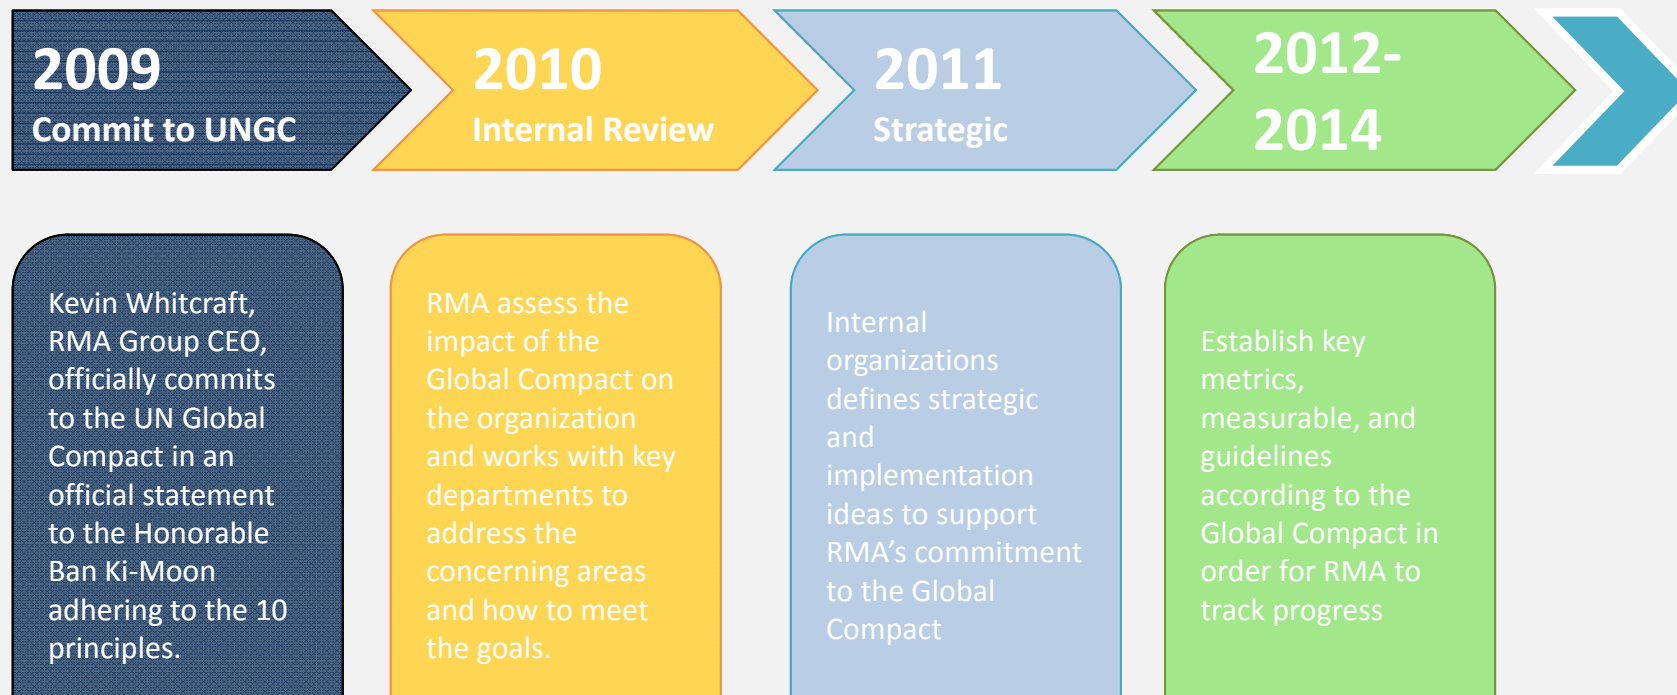 2009
Commit to UNGC
2010
Internal Review
2011
Strategic
2012-
2014
Kevin Whitcraft,
RMA Group CEO,
officially commits
to the UN Global
Compact in an
official statement
to the Honorable
Ban Ki-Moon
adhering to the 10
principles.
RMA assess the
impact of the
Global Compact on
the organization
and works with key
departments to
address the
concerning areas
and how to meet
the goals.
Internal
organizations
defines strategic
and
implementation
ideas to support
RMA’s commitment
to the Global
Compact
Establish key
metrics,
measurable, and
guidelines
according to the
Global Compact in
order for RMA to
track progress